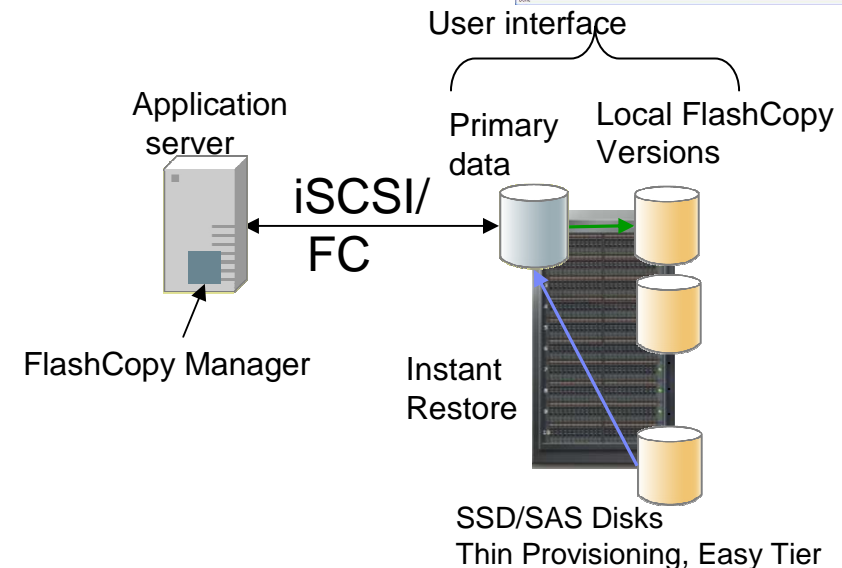 User interface
Application
server
Primary
data
Local FlashCopy
Versions
iSCSI/
FC
FlashCopy Manager
Instant
Restore
SSD/SAS Disks
Thin Provisioning, Easy Tier